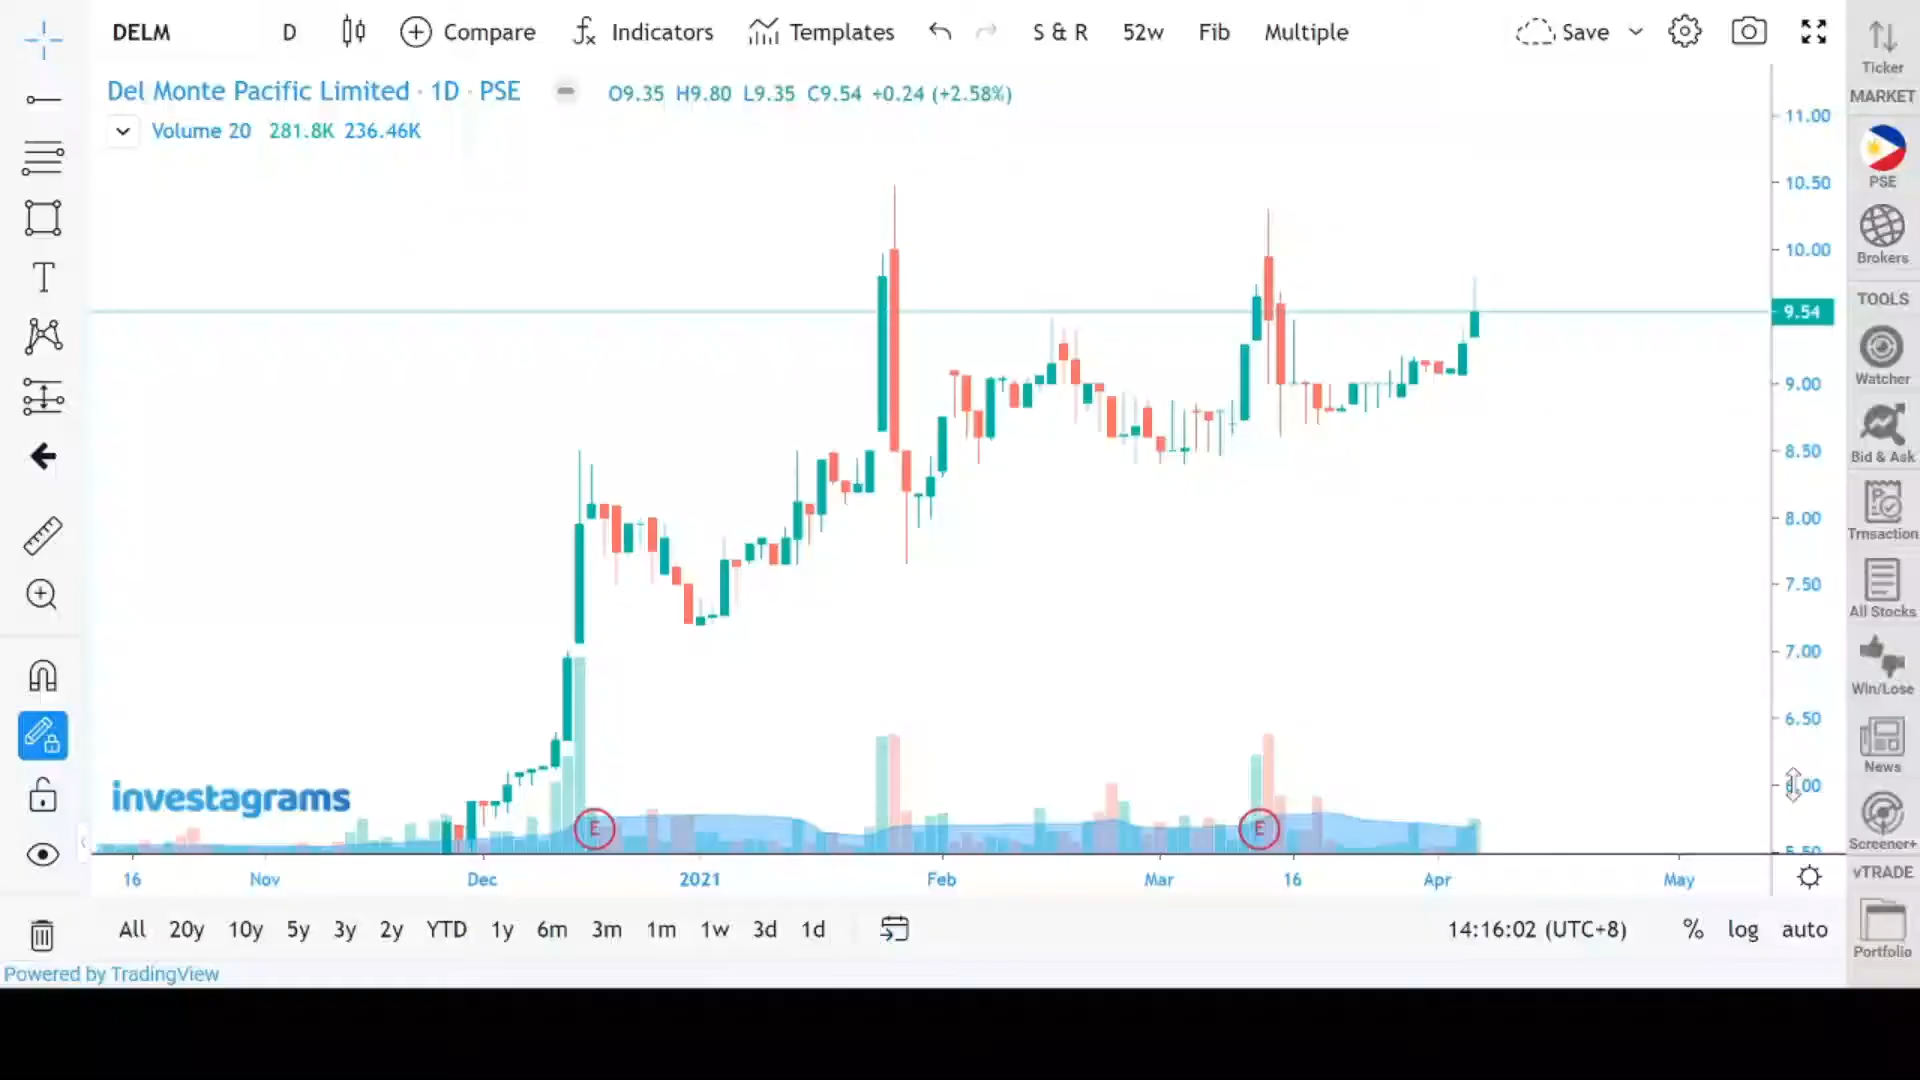 DELM D Compare Indicators Templates S & R 52w Fib Multiple Save
Ticker
MARKET
Del Monte Pacific Limited · 1D · PSE O9.35 H9.80 L9.35 C9.54 +0.24 (+2.58%)
Volume 20 281.8K 236.46K
11.00
10.50
10.00
9.54
9.00
8.50
8.00
7.50
7.00
6.50
PSE
Brokers
TOOLS
Watcher
Bid & Ask
Trnsaction
All Stocks
Win/Lose
News
Screener+
vTRADE
Portfolio
investagrams
E E
16 Nov Dec 2021 Feb Mar 16 Apr May
All 20y 10y 5y 3y 2y YTD 1y 6m 3m 1m 1w 3d 1d 14:16:02 (UTC+8) % log auto
Powered by TradingView